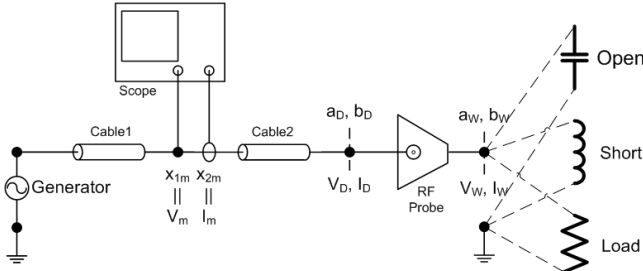 Scope
Cable1
Cable2
Generator
x1m x2m
|| ||
Vm Im
aD, bD
VD, ID
RF
Probe
aW, bW
VW, IW
Open
Short
Load